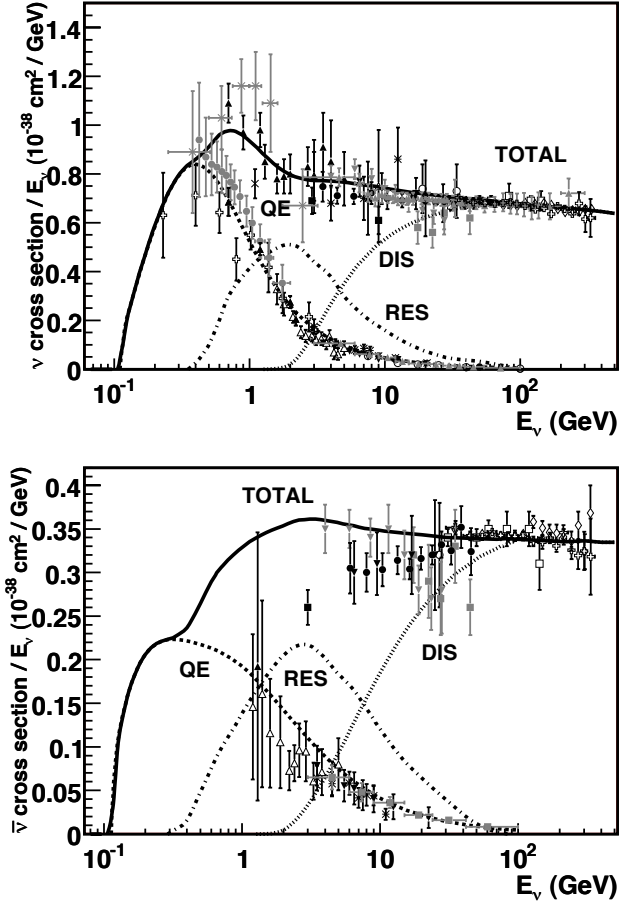 ν cross section / Eν (10⁻³⁸ cm² / GeV)
1.4
1.2
1
0.8
0.6
0.4
0.2
0
TOTAL
QE
DIS
RES
10⁻¹ 1 10 10²
Eν (GeV)
ν̅ cross section / Eν (10⁻³⁸ cm² / GeV)
0.4
0.35
0.3
0.25
0.2
0.15
0.1
0.05
0
TOTAL
QE
RES
DIS
10⁻¹ 1 10 10²
Eν (GeV)